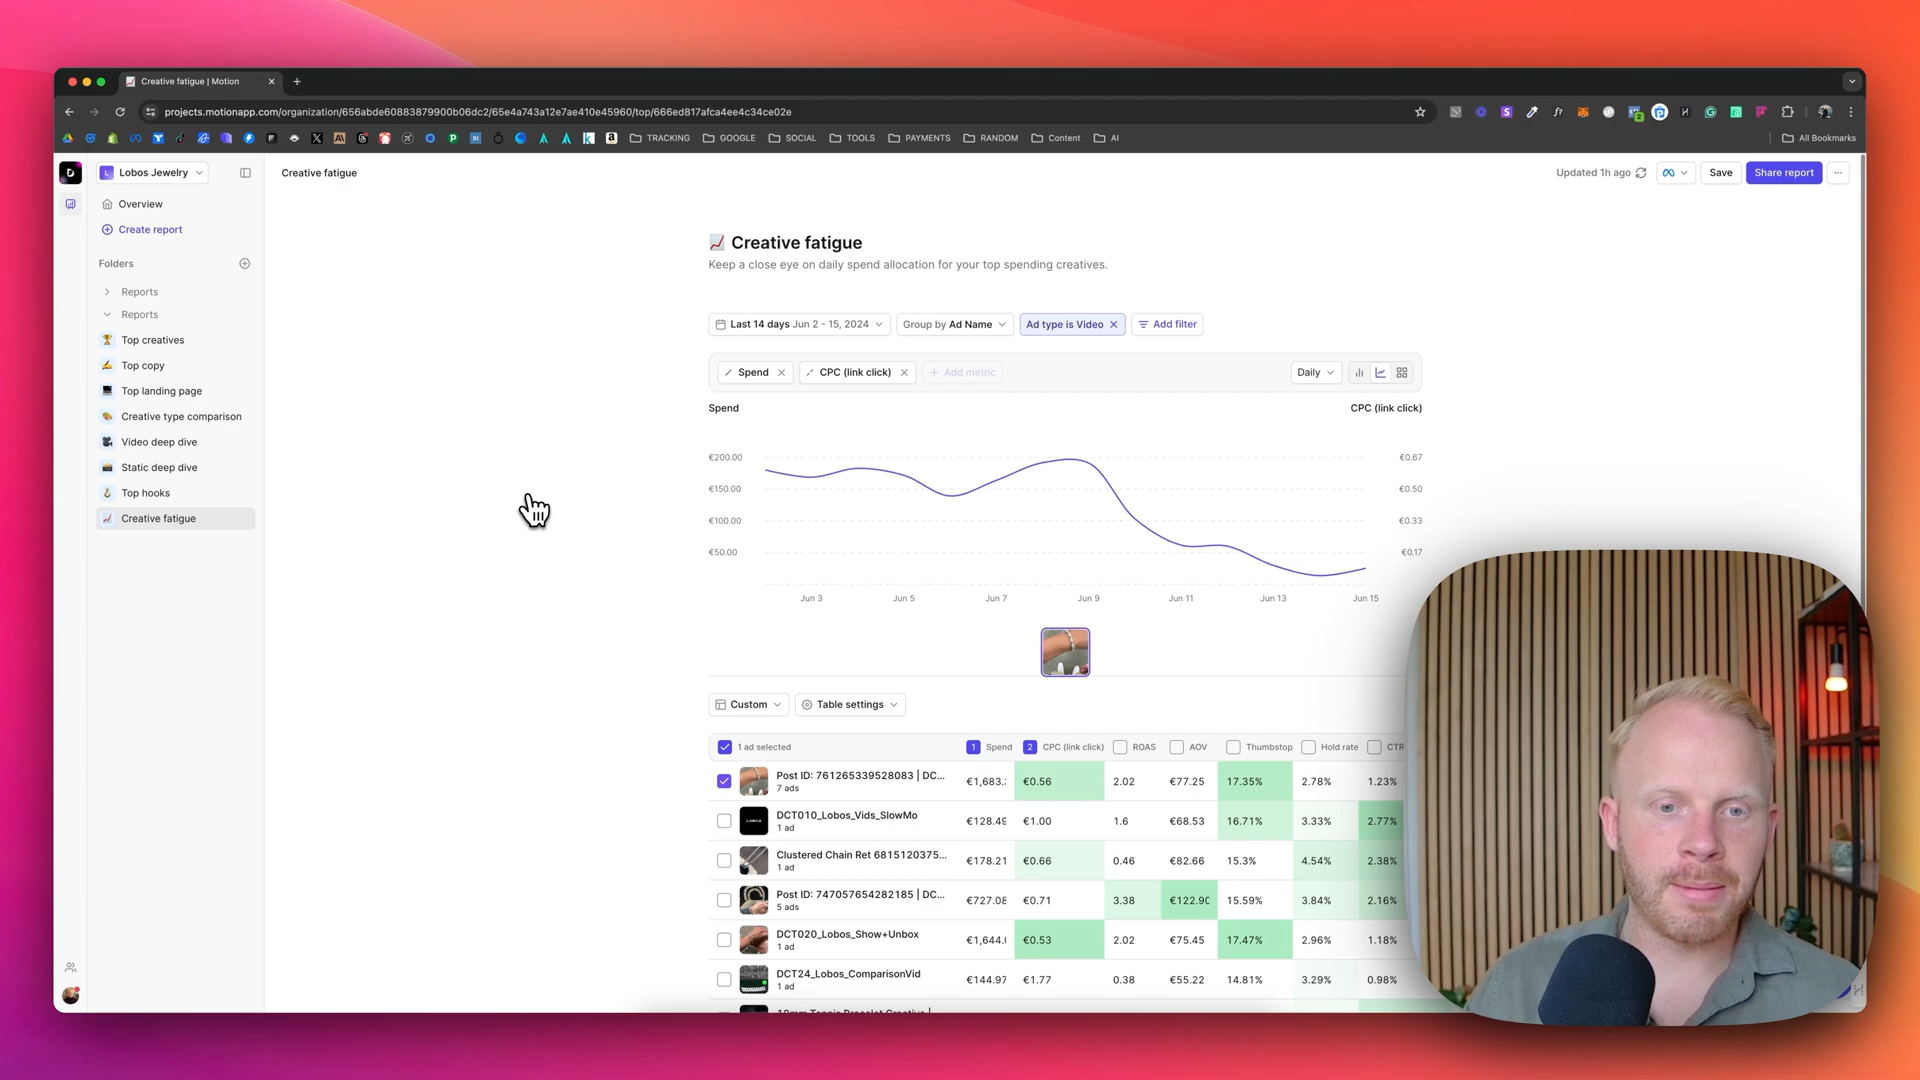 Creative fatigue | Motion
projects.motionapp.com/organization/656abde60883879900b06dc2/65e4a743a12e7ae410e45960/top/666ed817afca4ee4c34ce02e
TRACKING GOOGLE SOCIAL TOOLS PAYMENTS RANDOM Content AI All Bookmarks
D
L Lobos Jewelry
Creative fatigue
Updated 1h ago
Save
Share report
Overview
Create report
Folders
Reports
Reports
Top creatives
Top copy
Top landing page
Creative type comparison
Video deep dive
Static deep dive
Top hooks
Creative fatigue
Creative fatigue
Keep a close eye on daily spend allocation for your top spending creatives.
Last 14 days Jun 2 - 15, 2024 Group by Ad Name Ad type is Video Add filter
Spend CPC (link click) + Add metric Daily
Spend CPC (link click)
€200.00 €0.67
€150.00 €0.50
€100.00 €0.33
€50.00 €0.17
Jun 3 Jun 5 Jun 7 Jun 9 Jun 11 Jun 13 Jun 15
Custom Table settings
1 ad selected 1 Spend 2 CPC (link click) ROAS AOV Thumbstop Hold rate CTR
Post ID: 761265339528083 | DC... €1,683. €0.56 2.02 €77.25 17.35% 2.78% 1.23%
7 ads
DCT010_Lobos_Vids_SlowMo €128.49 €1.00 1.6 €68.53 16.71% 3.33% 2.77%
1 ad
Clustered Chain Ret 6815120375... €178.21 €0.66 0.46 €82.66 15.3% 4.54% 2.38%
1 ad
Post ID: 747057654282185 | DC... €727.08 €0.71 3.38 €122.90 15.59% 3.84% 2.16%
5 ads
DCT020_Lobos_Show+Unbox €1,644. €0.53 2.02 €75.45 17.47% 2.96% 1.18%
1 ad
DCT24_Lobos_ComparisonVid €144.97 €1.77 0.38 €55.22 14.81% 3.29% 0.98%
1 ad
10mm Tennis Bracelet Creative |